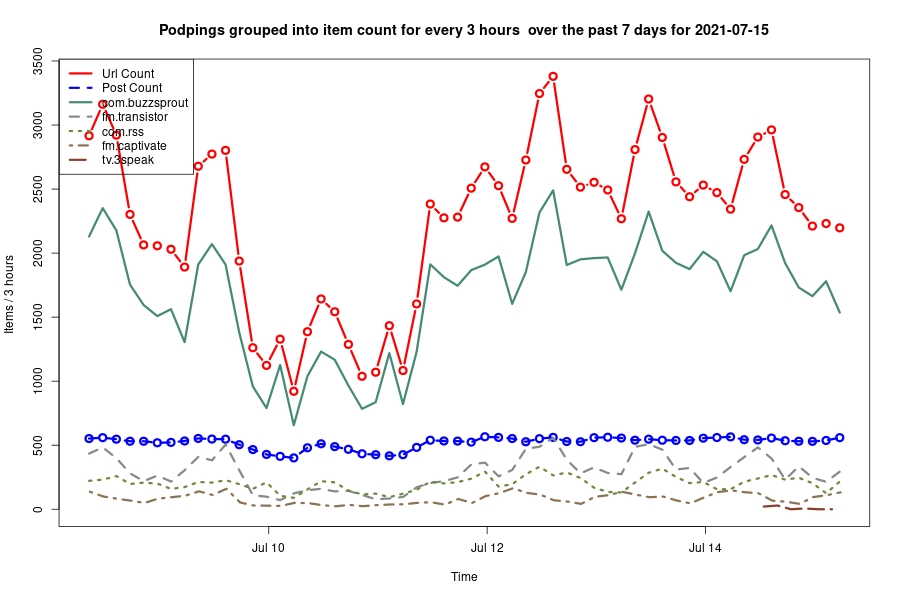 Podpings grouped into item count for every 3 hours  over the past 7 days for 2021-07-15
Url Count
Post Count
com.buzzsprout
fm.transistor
com.rss
fm.captivate
tv.3speak
3500
3000
2500
2000
1500
1000
500
0
Items / 3 hours
Jul 10
Jul 12
Jul 14
Time